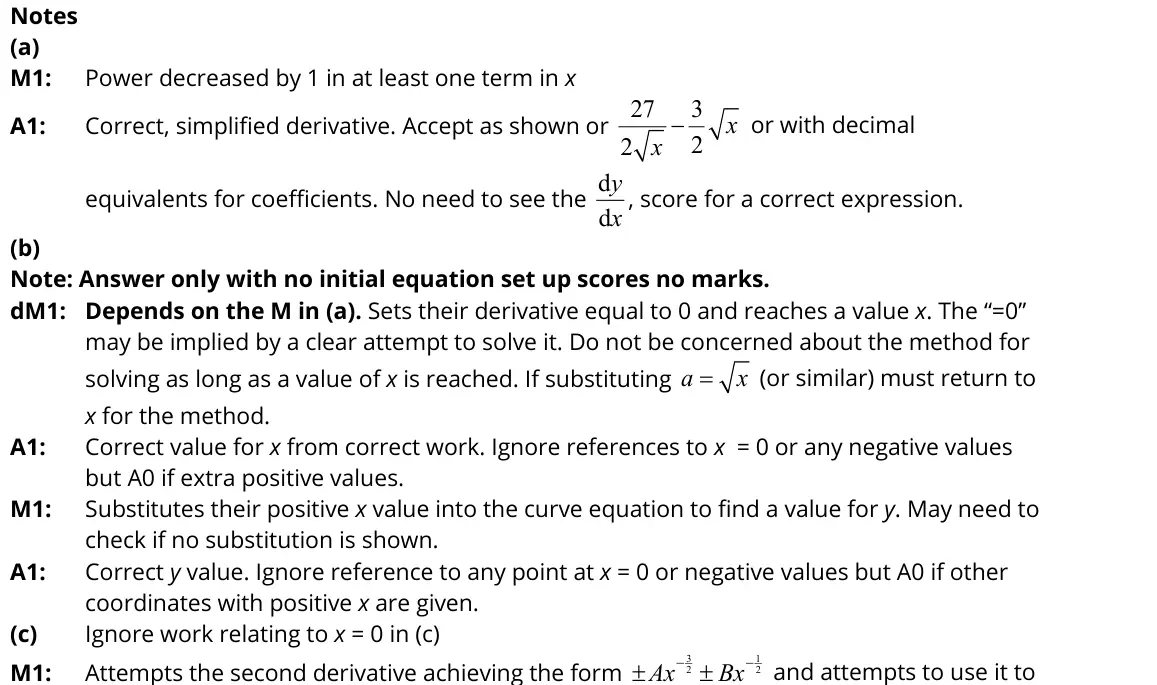 Notes
(a)
M1: Power decreased by 1 in at least one term in x
A1: Correct, simplified derivative. Accept as shown or \frac{27}{2\sqrt{x}} - \frac{3}{2}\sqrt{x} or with decimal
equivalents for coefficients. No need to see the \frac{dy}{dx}, score for a correct expression.
(b)
Note: Answer only with no initial equation set up scores no marks.
dM1: Depends on the M in (a). Sets their derivative equal to 0 and reaches a value x. The “=0”
may be implied by a clear attempt to solve it. Do not be concerned about the method for
solving as long as a value of x is reached. If substituting a = \sqrt{x} (or similar) must return to
x for the method.
A1: Correct value for x from correct work. Ignore references to x = 0 or any negative values
but A0 if extra positive values.
M1: Substitutes their positive x value into the curve equation to find a value for y. May need to
check if no substitution is shown.
A1: Correct y value. Ignore reference to any point at x = 0 or negative values but A0 if other
coordinates with positive x are given.
(c) Ignore work relating to x = 0 in (c)
M1: Attempts the second derivative achieving the form ±Ax^{-\frac{3}{2}} ± Bx^{-\frac{1}{2}} and attempts to use it to